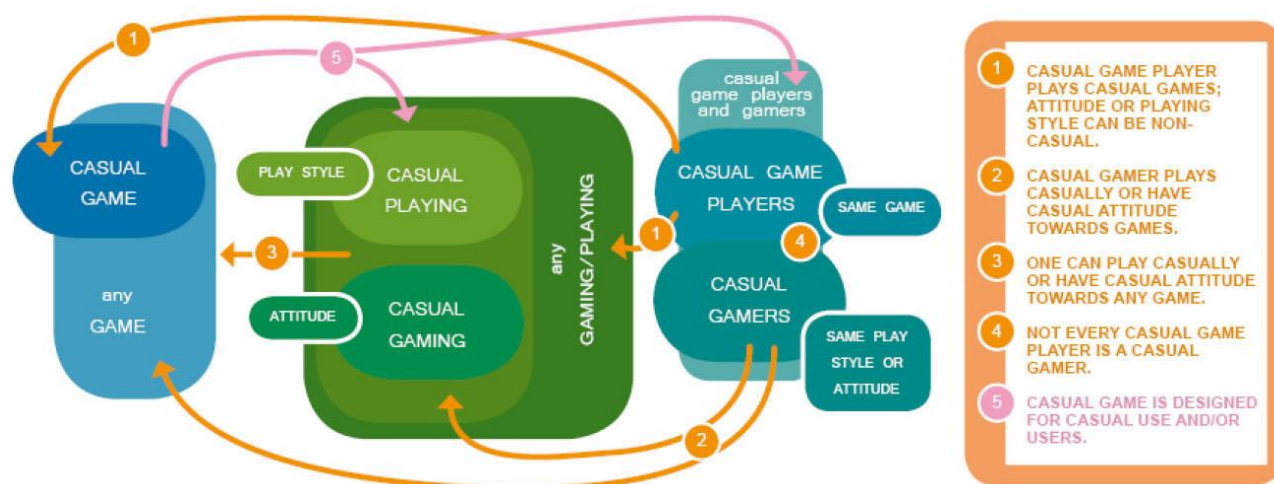 1
5
casual
game players
and gamers
CASUAL
GAME
PLAY STYLE
CASUAL
PLAYING
CASUAL GAME
PLAYERS
SAME GAME
any
GAMING/PLAYING
1
4
3
any
GAME
ATTITUDE
CASUAL
GAMING
CASUAL
GAMERS
SAME PLAY
STYLE OR
ATTITUDE
2
1 CASUAL GAME PLAYER
PLAYS CASUAL GAMES;
ATTITUDE OR PLAYING
STYLE CAN BE NON-
CASUAL.
2 CASUAL GAMER PLAYS
CASUALLY OR HAVE
CASUAL ATTITUDE
TOWARDS GAMES.
3 ONE CAN PLAY CASUALLY
OR HAVE CASUAL ATTITUDE
TOWARDS ANY GAME.
4 NOT EVERY CASUAL GAME
PLAYER IS A CASUAL
GAMER.
5 CASUAL GAME IS DESIGNED
FOR CASUAL USE AND/OR
USERS.